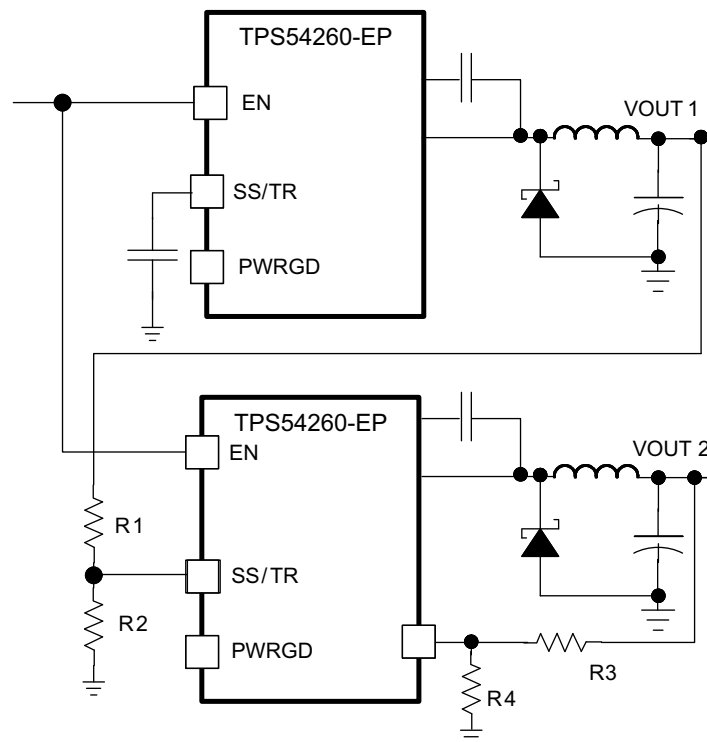 TPS54260-EP
EN
VOUT 1
SS/TR
PWRGD
TPS54260-EP
EN
VOUT 2
R1
SS/TR
R2
PWRGD
R3
R4